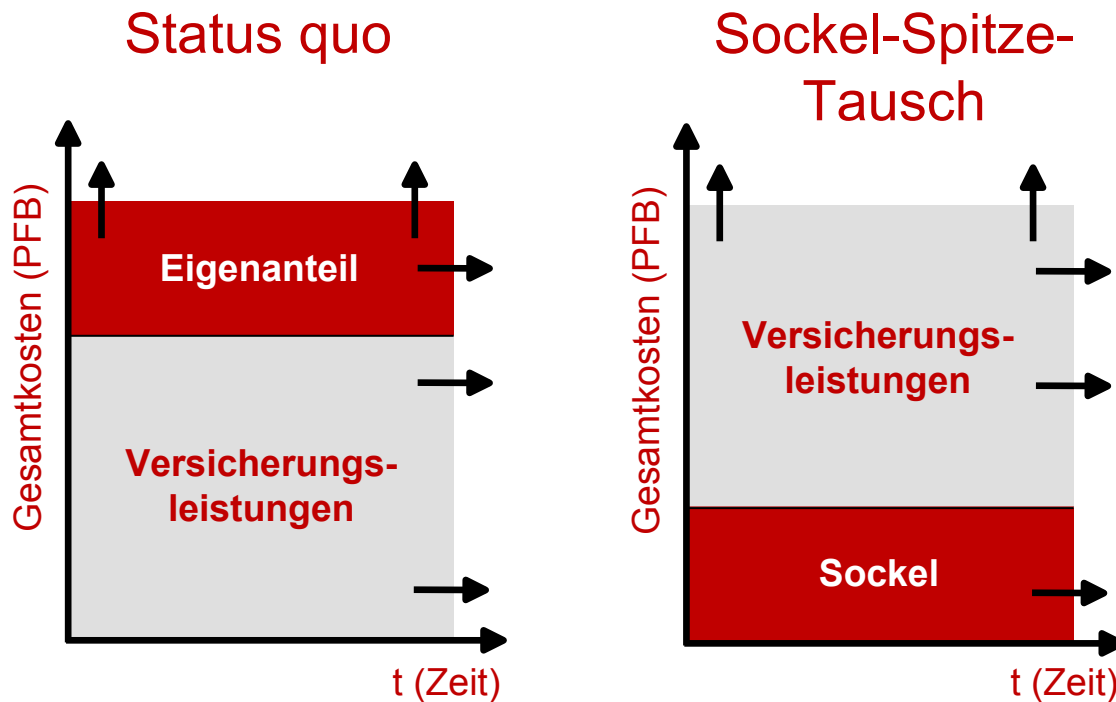 Status quo
Gesamtkosten (PFB)
Eigenanteil
Versicherungs-
leistungen
t (Zeit)
Sockel-Spitze-
Tausch
Gesamtkosten (PFB)
Versicherungs-
leistungen
Sockel
t (Zeit)